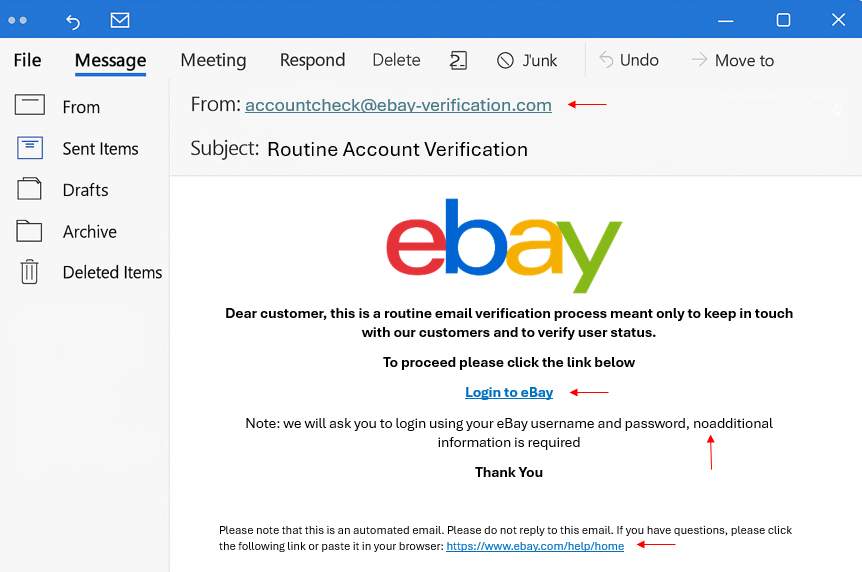 File Message Meeting Respond Delete J'unk Undo Move to
From
Sent Items
Drafts
Archive
Deleted Items
From: accountcheck@ebay-verification.com
Subject: Routine Account Verification
ebay
Dear customer, this is a routine email verification process meant only to keep in touch
with our customers and to verify user status.
To proceed please click the link below
Login to eBay
Note: we will ask you to login using your eBay username and password, noadditional
information is required
Thank You
Please note that this is an automated email. Please do not reply to this email. If you have questions, please click
the following link or paste it in your browser: https://www.ebay.com/help/home